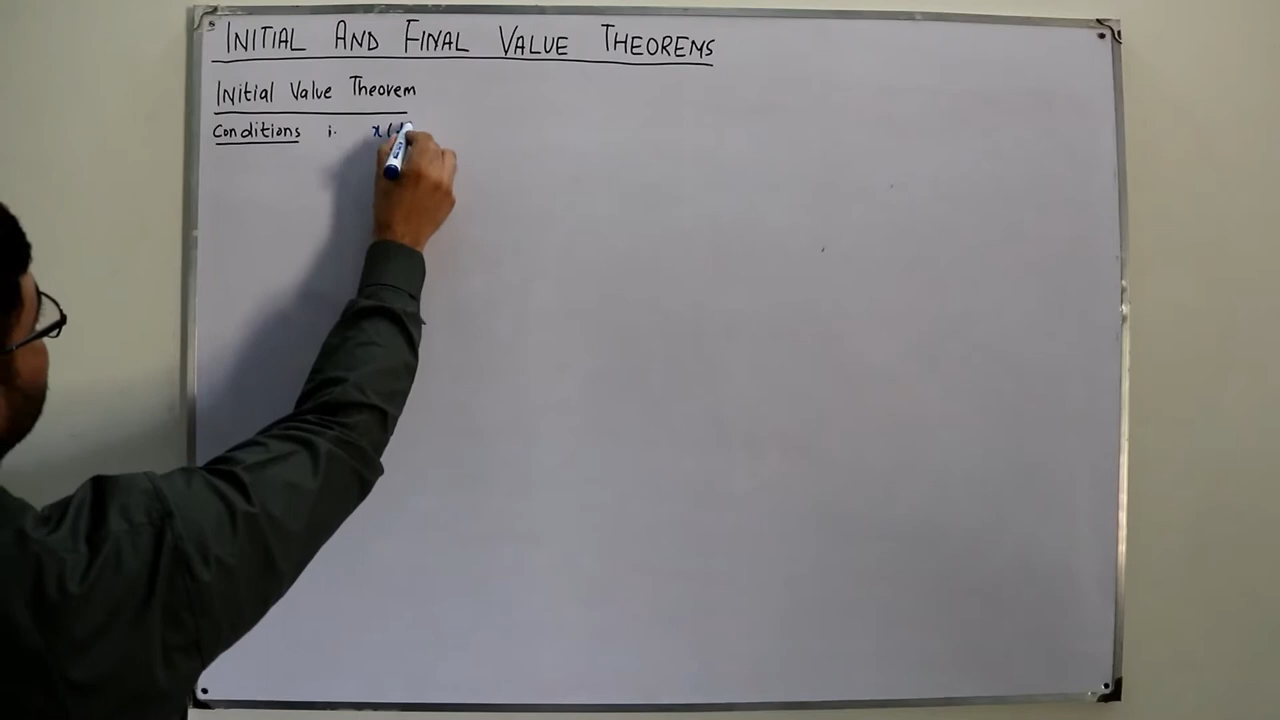 INITIAL AND FINAL VALUE THEOREMS
Initial Value Theorem
Conditions i. x(